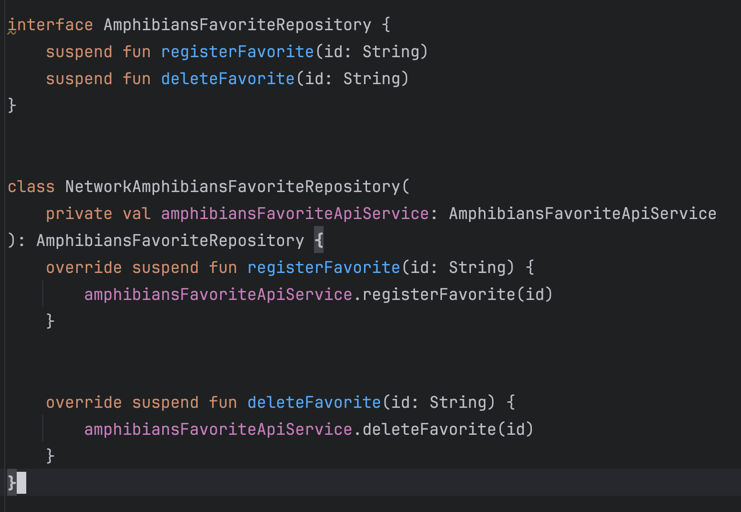 interface AmphibiansFavoriteRepository {
    suspend fun registerFavorite(id: String)
    suspend fun deleteFavorite(id: String)
}
class NetworkAmphibiansFavoriteRepository(
    private val amphibiansFavoriteApiService: AmphibiansFavoriteApiService
): AmphibiansFavoriteRepository {
    override suspend fun registerFavorite(id: String) {
        amphibiansFavoriteApiService.registerFavorite(id)
    }
    override suspend fun deleteFavorite(id: String) {
        amphibiansFavoriteApiService.deleteFavorite(id)
    }
}